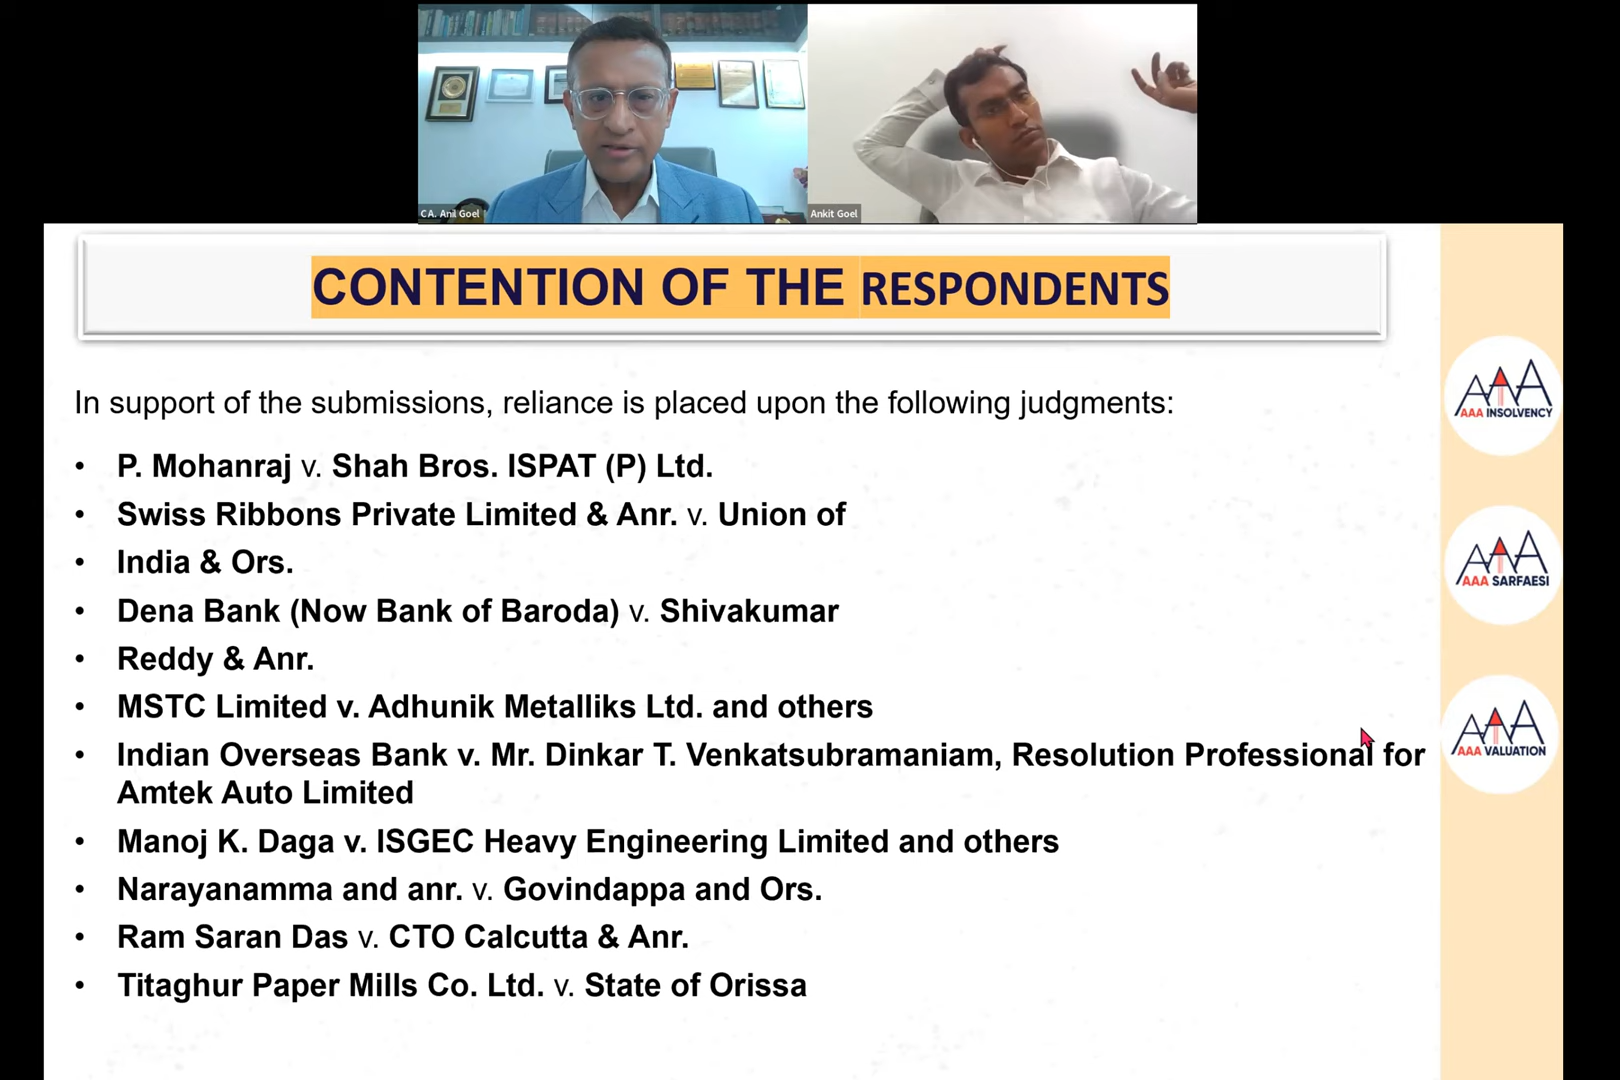 CA. Anil Goel
Ankit Goel
CONTENTION OF THE RESPONDENTS
In support of the submissions, reliance is placed upon the following judgments:
• P. Mohanraj v. Shah Bros. ISPAT (P) Ltd.
• Swiss Ribbons Private Limited & Anr. v. Union of
• India & Ors.
• Dena Bank (Now Bank of Baroda) v. Shivakumar
• Reddy & Anr.
• MSTC Limited v. Adhunik Metalliks Ltd. and others
• Indian Overseas Bank v. Mr. Dinkar T. Venkatsubramaniam, Resolution Professional for
Amtek Auto Limited
• Manoj K. Daga v. ISGEC Heavy Engineering Limited and others
• Narayanamma and anr. v. Govindappa and Ors.
• Ram Saran Das v. CTO Calcutta & Anr.
• Titaghur Paper Mills Co. Ltd. v. State of Orissa
AAA
AAA INSOLVENCY
AAA
AAA SARFAESI
AAA
AAA VALUATION